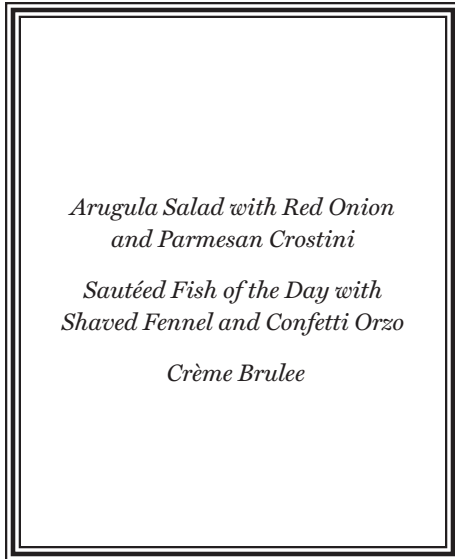 Arugula Salad with Red Onion
and Parmesan Crostini
Sautéed Fish of the Day with
Shaved Fennel and Confetti Orzo
Crème Brulee